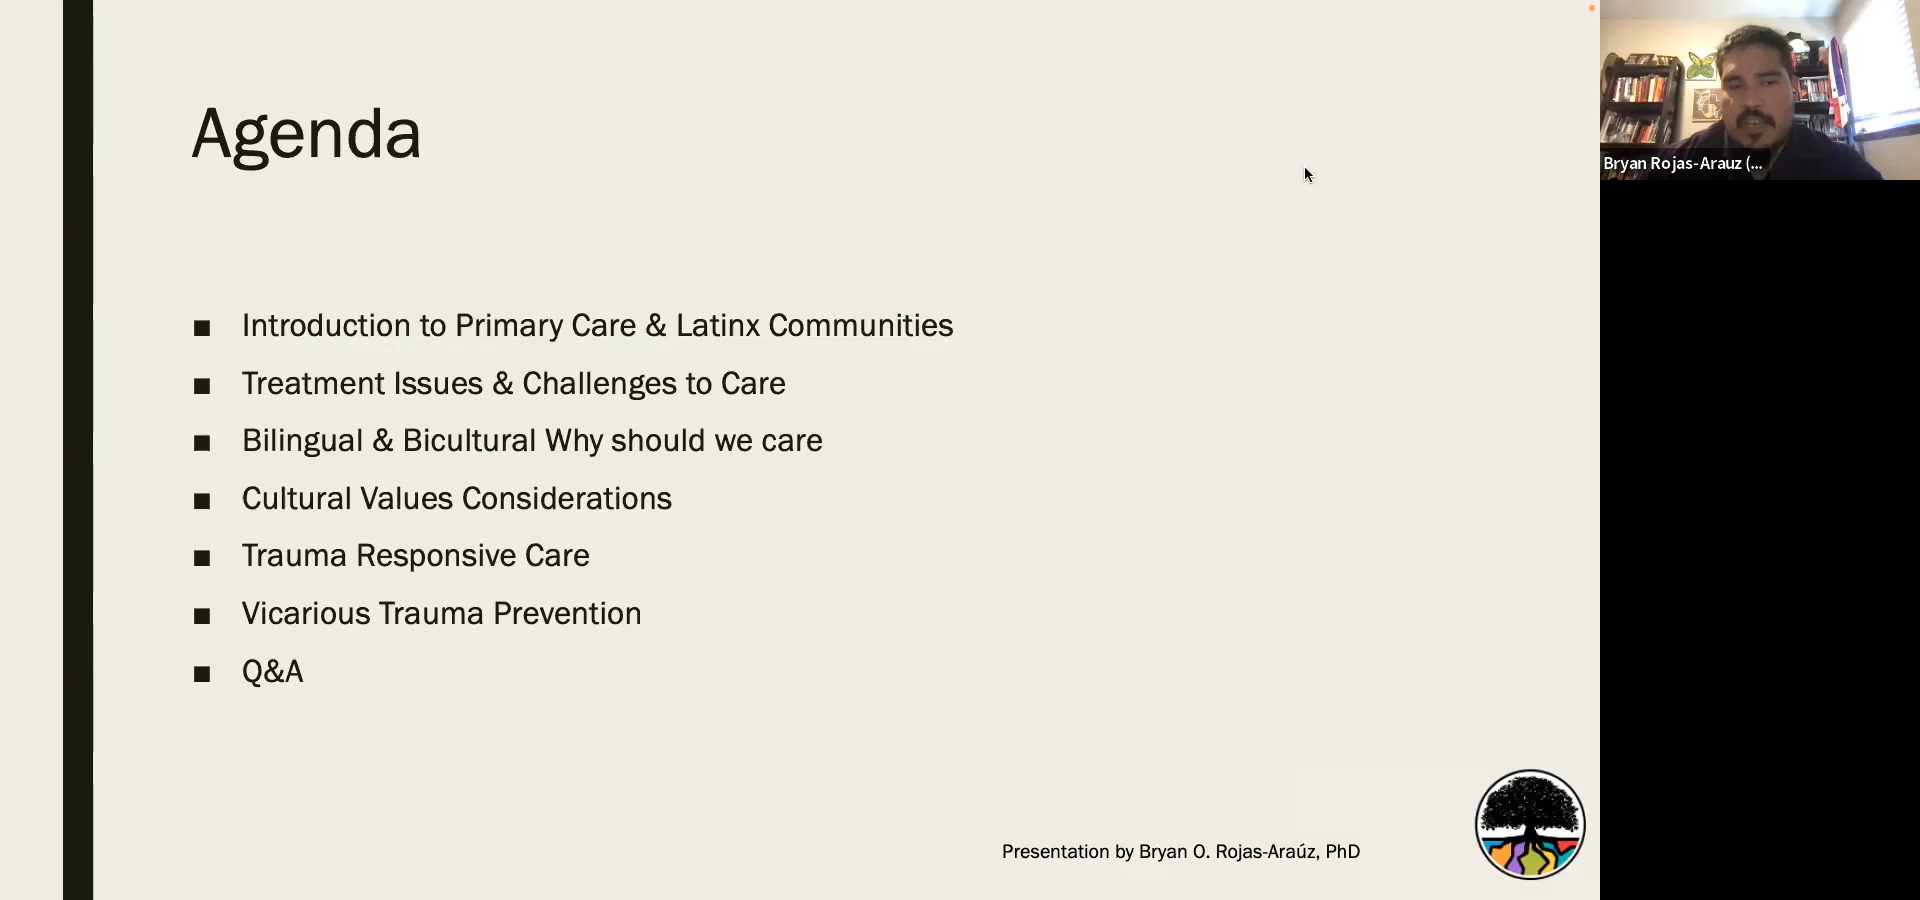 Agenda
■ Introduction to Primary Care & Latinx Communities
■ Treatment Issues & Challenges to Care
■ Bilingual & Bicultural Why should we care
■ Cultural Values Considerations
■ Trauma Responsive Care
■ Vicarious Trauma Prevention
■ Q&A
Presentation by Bryan O. Rojas-Araúz, PhD
Bryan Rojas-Arauz (...